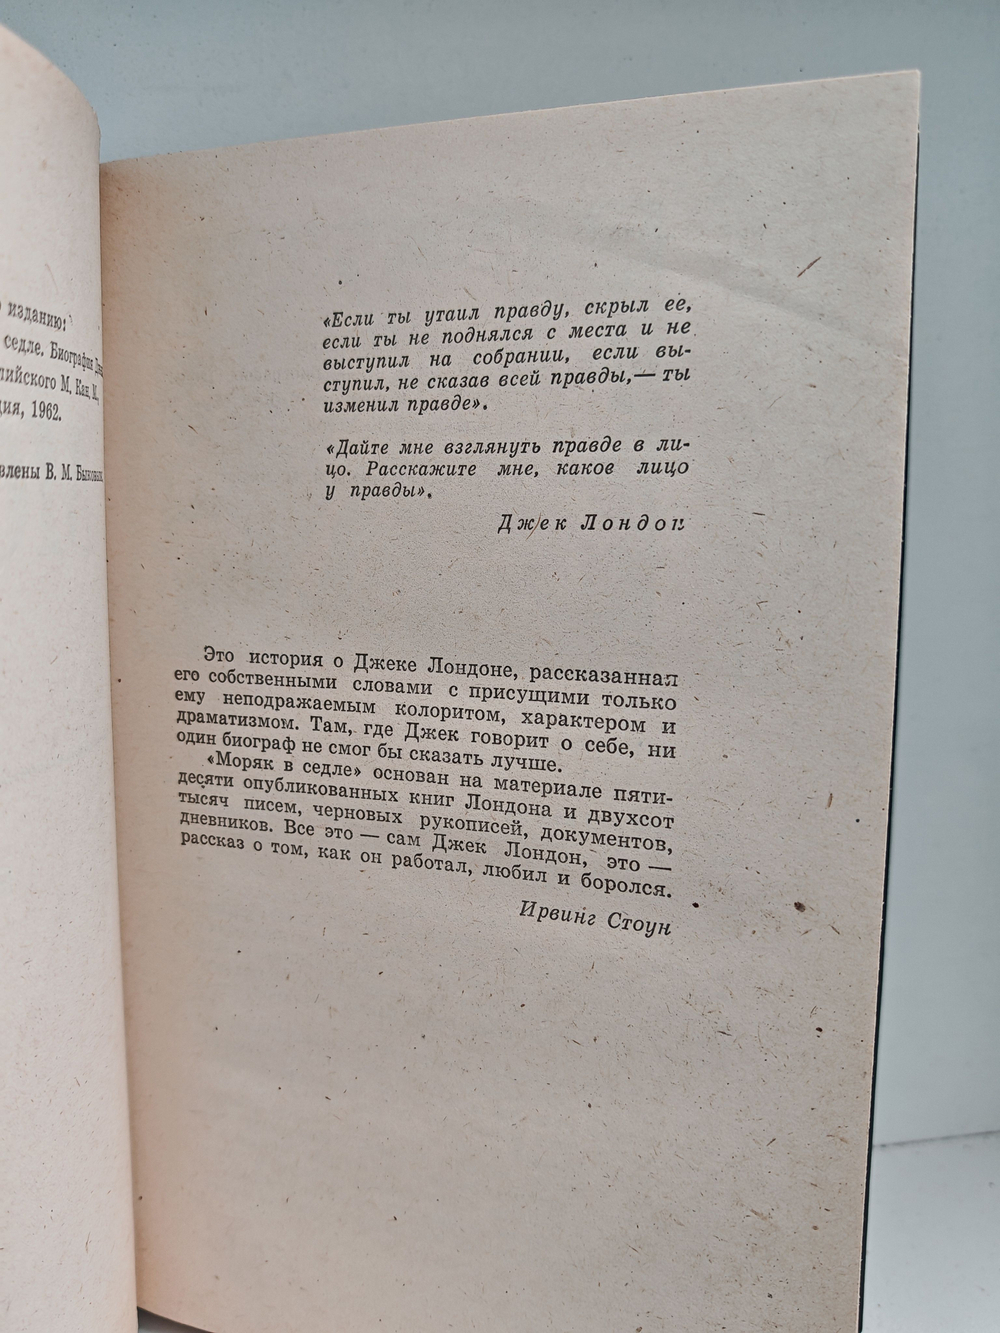 изданию:
седле. Биография
М. Кан. М.,
1962.
В. М. Быковым
«Если ты утаил правду, скрыл ее,
если ты не поднялся с места и не
выступил на собрании, если вы-
ступил, не сказав всей правды,— ты
изменил правде».
«Дайте мне взглянуть правде в ли-
цо. Расскажите мне, какое лицо
у правды».
Джек Лондон
Это история о Джеке Лондоне, рассказанная
его собственными словами с присущими только
ему неподражаемым колоритом, характером и
драматизмом. Там, где Джек говорит о себе, ни
один биограф не смог бы сказать лучше.
«Моряк в седле» основан на материале пяти-
десяти опубликованных книг Лондона и двухсот
тысяч писем, черновых рукописей, документов,
дневников. Все это — сам Джек Лондон, это —
рассказ о том, как он работал, любил и боролся.
Ирвинг Стоун